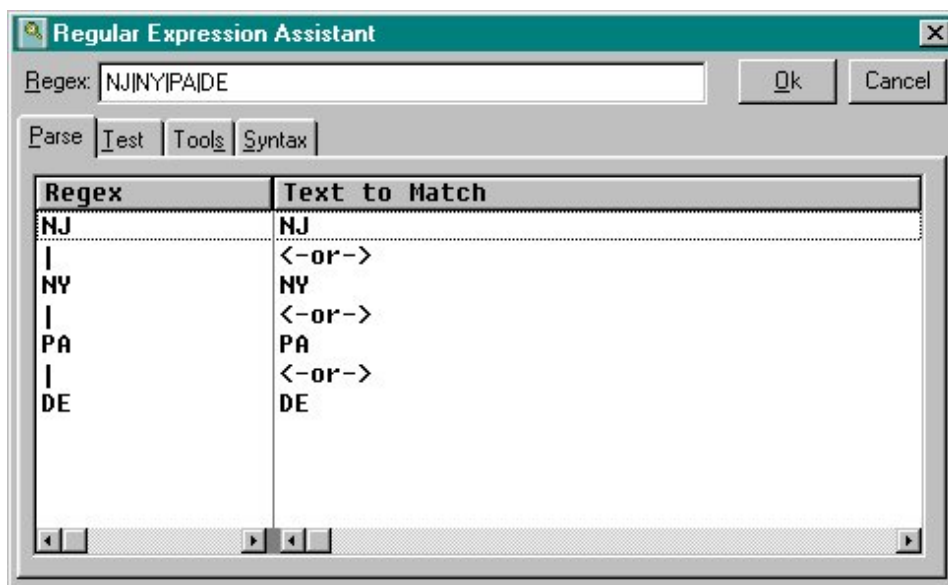 Regular Expression Assistant
Regex: NJ|NY|PA|DE Ok Cancel
Parse Test Tools Syntax
Regex Text to Match
NJ NJ
| <-or->
NY NY
| <-or->
PA PA
| <-or->
DE DE